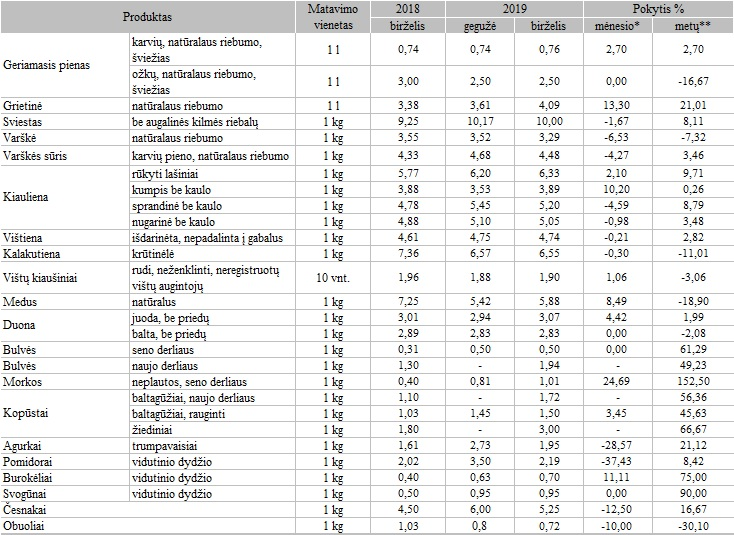 Produktas Matavimo vienetas 2018 2019 Pokytis %
birželis gegužė birželis mėnesio* metų**
Geriamasis pienas karvių, natūralaus riebumo, šviežias 1 l 0,74 0,74 0,76 2,70 2,70
ožkų, natūralaus riebumo, šviežias 1 l 3,00 2,50 2,50 0,00 -16,67
Grietinė natūralaus riebumo 1 l 3,38 3,61 4,09 13,30 21,01
Sviestas be augalinės kilmės riebalų 1 kg 9,25 10,17 10,00 -1,67 8,11
Varškė natūralaus riebumo 1 kg 3,55 3,52 3,29 -6,53 -7,32
Varškės sūris karvių pieno, natūralaus riebumo 1 kg 4,33 4,68 4,48 -4,27 3,46
Kiauliena rūkyti lašiniai 1 kg 5,77 6,20 6,33 2,10 9,71
kumpis be kaulo 1 kg 3,88 3,53 3,89 10,20 0,26
sprandinė be kaulo 1 kg 4,78 5,45 5,20 -4,59 8,79
nugarinė be kaulo 1 kg 4,88 5,10 5,05 -0,98 3,48
Vištiena išdarinėta, nepadalinta į gabalus 1 kg 4,61 4,75 4,74 -0,21 2,82
Kalakutiena krūtinėlė 1 kg 7,36 6,57 6,55 -0,30 -11,01
Vištų kiaušiniai rudi, neženklinti, neregistruotų vištų augintojų 10 vnt. 1,96 1,88 1,90 1,06 -3,06
Medus natūralus 1 kg 7,25 5,42 5,88 8,49 -18,90
Duona juoda, be priedų 1 kg 3,01 2,94 3,07 4,42 1,99
balta, be priedų 1 kg 2,89 2,83 2,83 0,00 -2,08
Bulvės seno derliaus 1 kg 0,31 0,50 0,50 0,00 61,29
Bulvės naujo derliaus 1 kg 1,30 - 1,94 - 49,23
Morkos neplautos, seno derliaus 1 kg 0,40 0,81 1,01 24,69 152,50
Kopūstai baltagūžiai, naujo derliaus 1 kg 1,10 - 1,72 - 56,36
baltagūžiai, rauginti 1 kg 1,03 1,45 1,50 3,45 45,63
žiediniai 1 kg 1,80 - 3,00 - 66,67
Agurkai trumpavaisiai 1 kg 1,61 2,73 1,95 -28,57 21,12
Pomidorai vidutinio dydžio 1 kg 2,02 3,50 2,19 -37,43 8,42
Burokėliai vidutinio dydžio 1 kg 0,40 0,63 0,70 11,11 75,00
Svogūnai vidutinio dydžio 1 kg 0,50 0,95 0,95 0,00 90,00
Česnakai 1 kg 4,50 6,00 5,25 -12,50 16,67
Obuoliai 1 kg 1,03 0,8 0,72 -10,00 -30,10